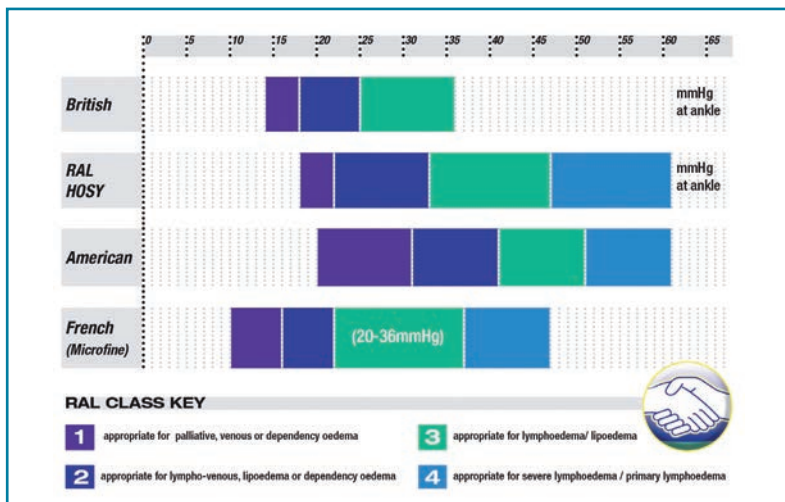 0 5 10 15 20 25 30 35 40 45 50 55 60 65
British
mmHg
at ankle
RAL
HOSY
mmHg
at ankle
American
French
(Microfine)
(20-36mmHg)
RAL CLASS KEY
1 appropriate for palliative, venous or dependency oedema
3 appropriate for lymphoedema/ lipoedema
2 appropriate for lympho-venous, lipoedema or dependency oedema
4 appropriate for severe lymphoedema / primary lymphoedema